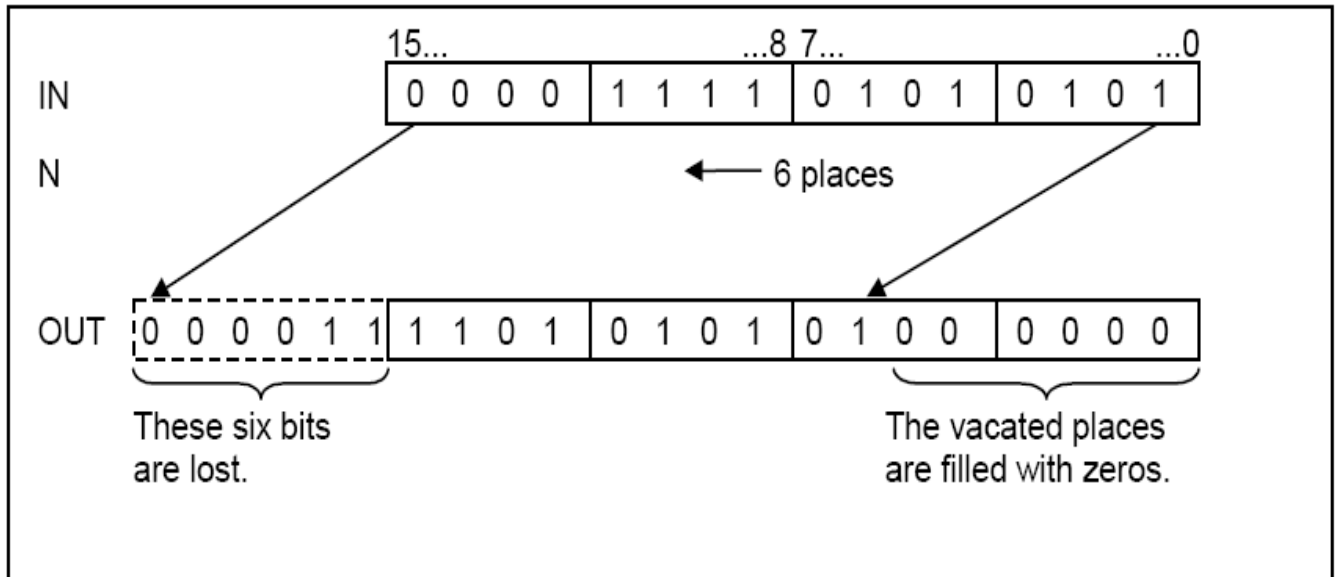 15... ...8 7... ...0
IN 0 0 0 0 1 1 1 1 0 1 0 1 0 1 0 1
N 6 places
OUT 0 0 0 0 1 1 1 1 0 1 0 1 0 1 0 1 0 0 0 0 0 0
These six bits
are lost.
The vacated places
are filled with zeros.